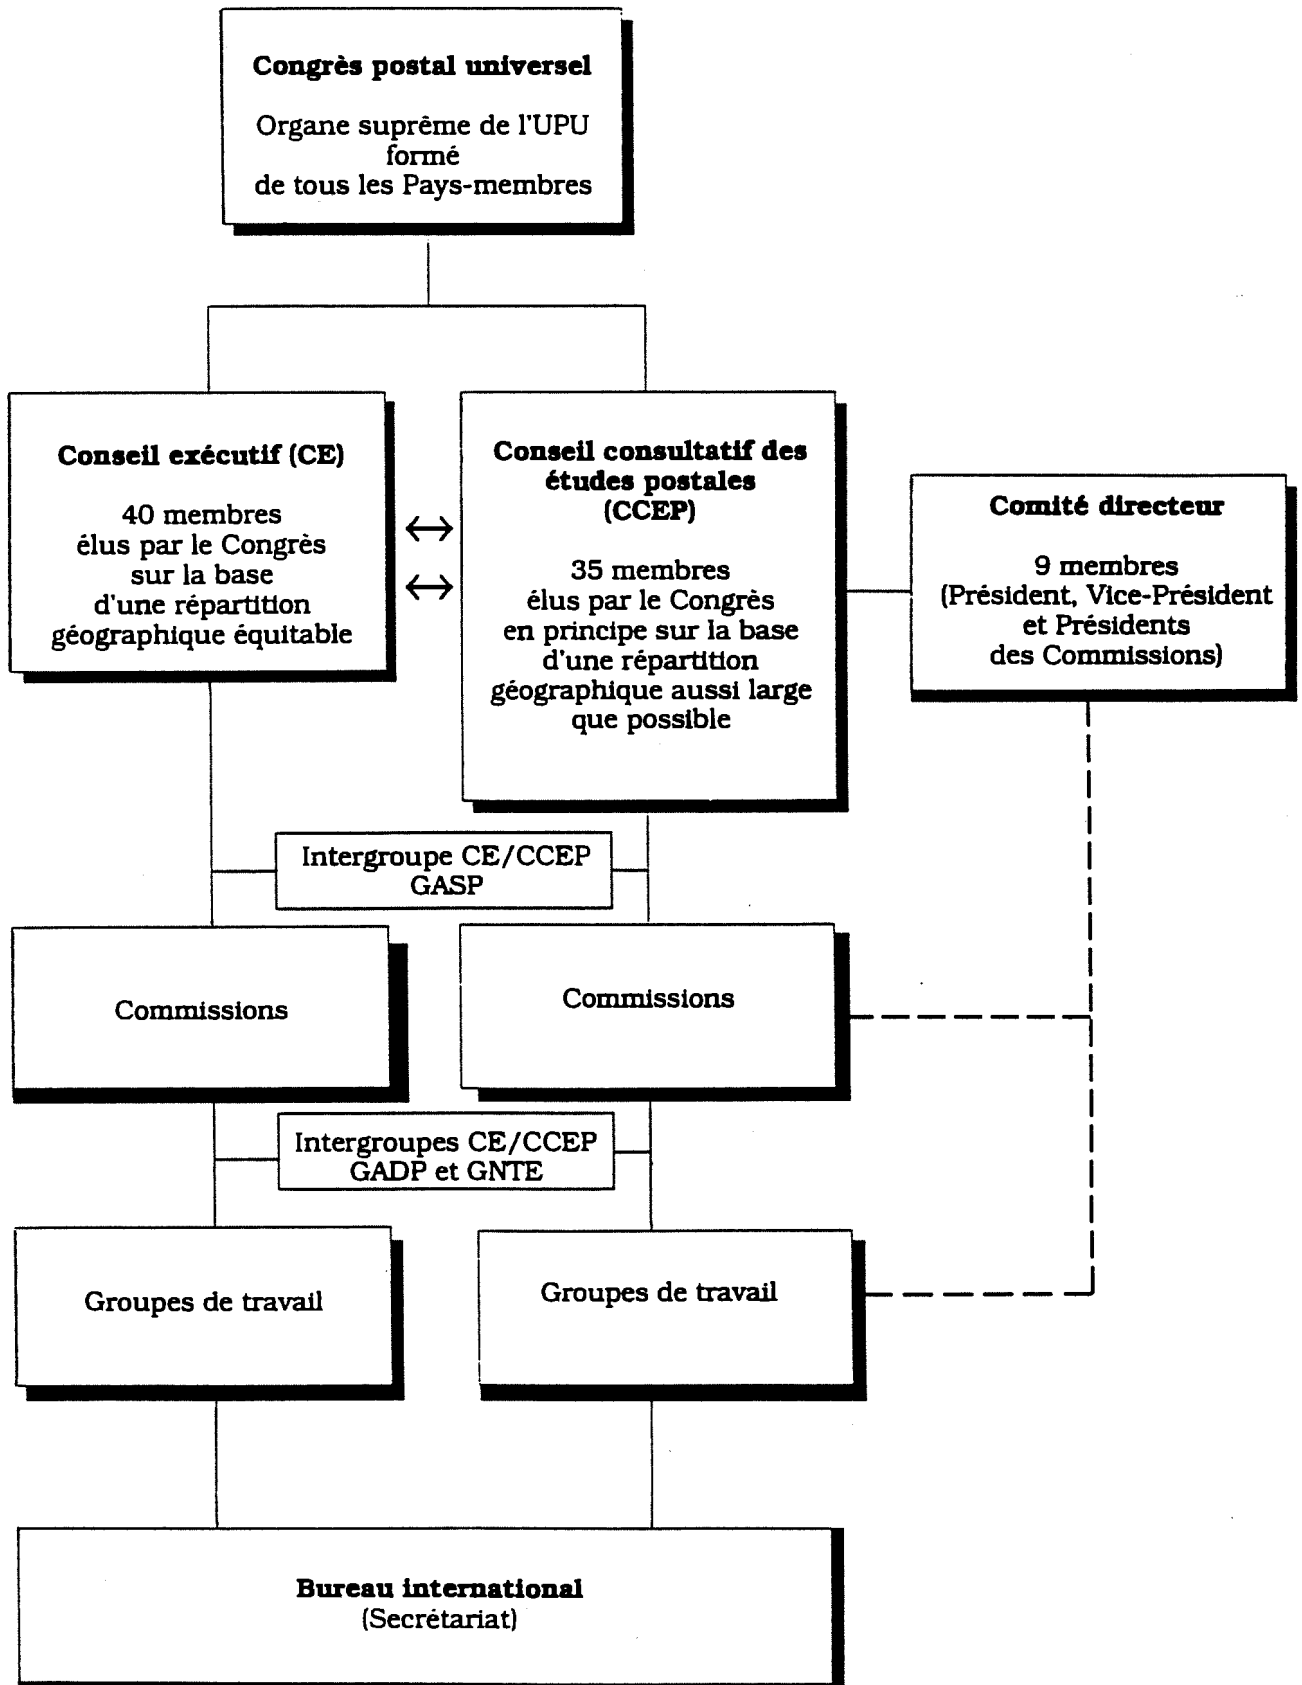 Congrès postal universel
Organe suprême de l'UPU
formé
de tous les Pays-membres
Conseil exécutif (CE)
40 membres
élus par le Congrès
sur la base
d'une répartition
géographique équitable
Conseil consultatif des
études postales
(CCEP)
35 membres
élus par le Congrès
en principe sur la base
d'une répartition
géographique aussi large
que possible
Comité directeur
9 membres
(Président, Vice-Président
et Présidents
des Commissions)
Intergroupe CE/CCEP
GASP
Commissions
Commissions
Intergroupes CE/CCEP
GADP et GNTE
Groupes de travail
Groupes de travail
Bureau international
(Secrétariat)